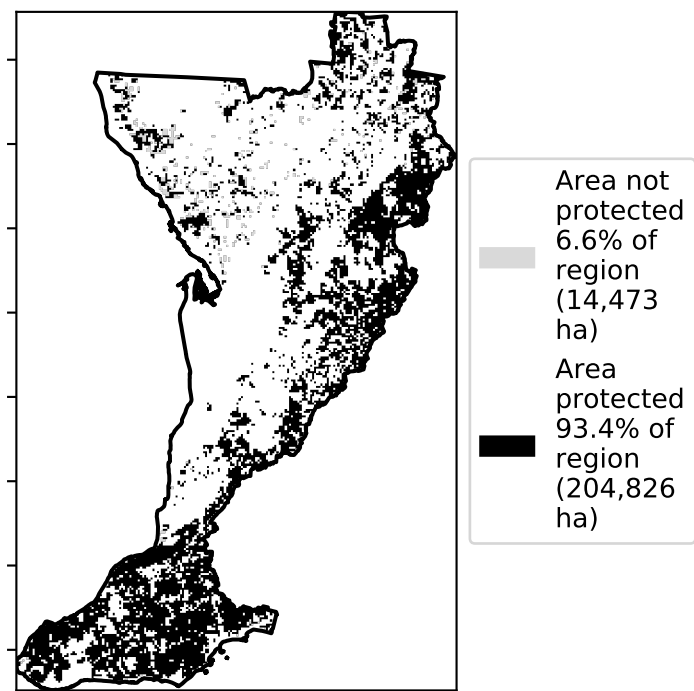 Area not
protected
6.6% of
region
(14,473
ha)
Area
protected
93.4% of
region
(204,826
ha)